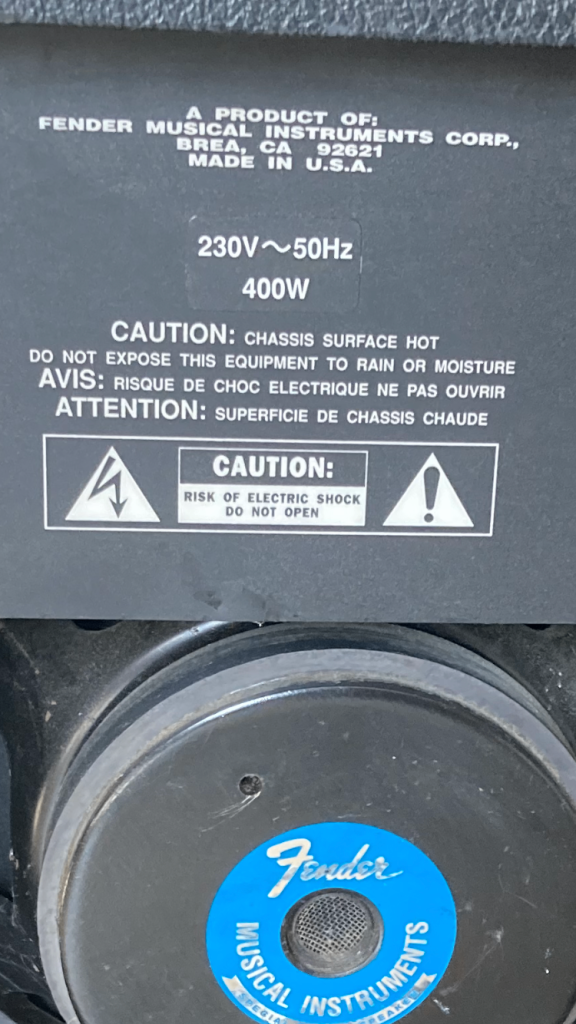 A PRODUCT OF:
FENDER MUSICAL INSTRUMENTS CORP.,
BREA, CA 92621
MADE IN U.S.A.
230V~50Hz
400W
CAUTION: CHASSIS SURFACE HOT
DO NOT EXPOSE THIS EQUIPMENT TO RAIN OR MOISTURE
AVIS: RISQUE DE CHOC ELECTRIQUE NE PAS OUVRIR
ATTENTION: SUPERFICIE DE CHASSIS CHAUDE
CAUTION:
RISK OF ELECTRIC SHOCK
DO NOT OPEN
Fender
MUSICAL INSTRUMENTS